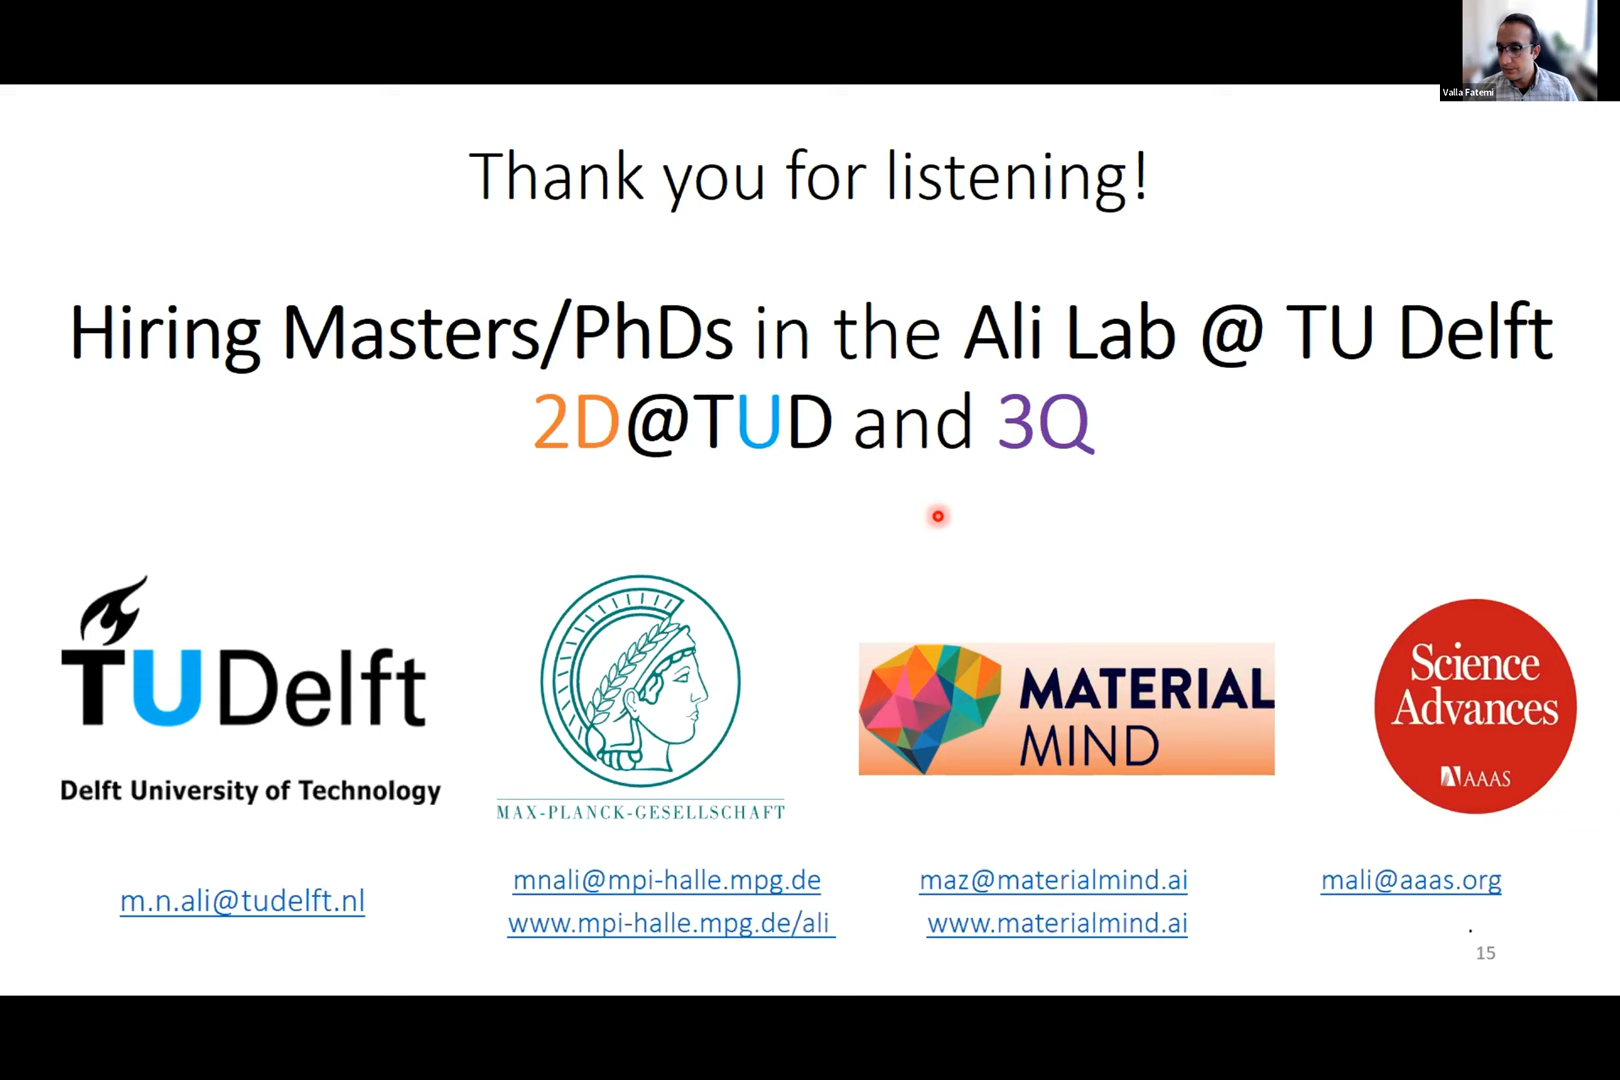 Valla Fatemi
Thank you for listening!
Hiring Masters/PhDs in the Ali Lab @ TU Delft
2D@TUD and 3Q
TUDelft
Delft University of Technology
MAX-PLANCK-GESELLSCHAFT
MATERIAL
MIND
Science
Advances
AAAS
m.n.ali@tudelft.nl
mnali@mpi-halle.mpg.de
www.mpi-halle.mpg.de/ali
maz@materialmind.ai
www.materialmind.ai
mali@aaas.org
.
15